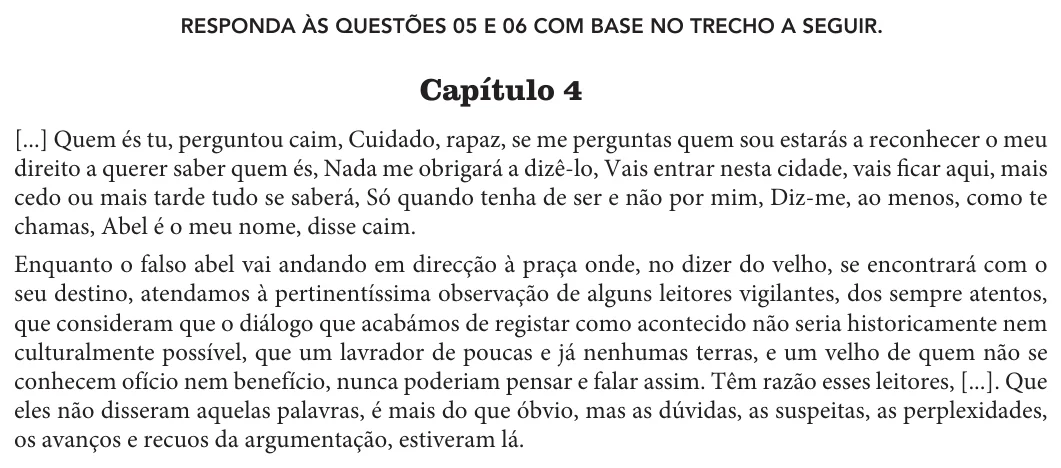 RESPONDA ÀS QUESTÕES 05 E 06 COM BASE NO TRECHO A SEGUIR.
Capítulo 4
[...] Quem és tu, perguntou caim, Cuidado, rapaz, se me perguntas quem sou estarás a reconhecer o meu
direito a querer saber quem és, Nada me obrigará a dizê-lo, Vais entrar nesta cidade, vais ficar aqui, mais
cedo ou mais tarde tudo se saberá, Só quando tenha de ser e não por mim, Diz-me, ao menos, como te
chamas, Abel é o meu nome, disse caim.
Enquanto o falso abel vai andando em direcção à praça onde, no dizer do velho, se encontrará com o
seu destino, atendamos à pertinentíssima observação de alguns leitores vigilantes, dos sempre atentos,
que consideram que o diálogo que acabámos de registar como acontecido não seria historicamente nem
culturalmente possível, que um lavrador de poucas e já nenhumas terras, e um velho de quem não se
conhecem ofício nem benefício, nunca poderiam pensar e falar assim. Têm razão esses leitores, [...]. Que
eles não disseram aquelas palavras, é mais do que óbvio, mas as dúvidas, as suspeitas, as perplexidades,
os avanços e recuos da argumentação, estiveram lá.